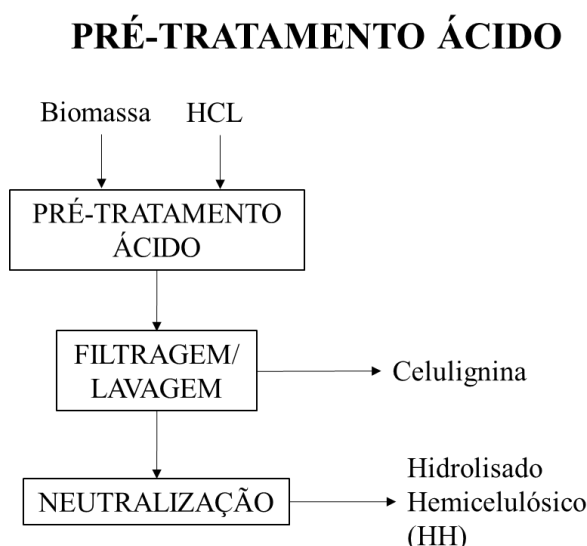 PRÉ-TRATAMENTO ÁCIDO
Biomassa HCL
PRÉ-TRATAMENTO
ÁCIDO
FILTRAGEM/
LAVAGEM
Celulignina
NEUTRALIZAÇÃO
Hidrolisado
Hemicelulósico
(HH)